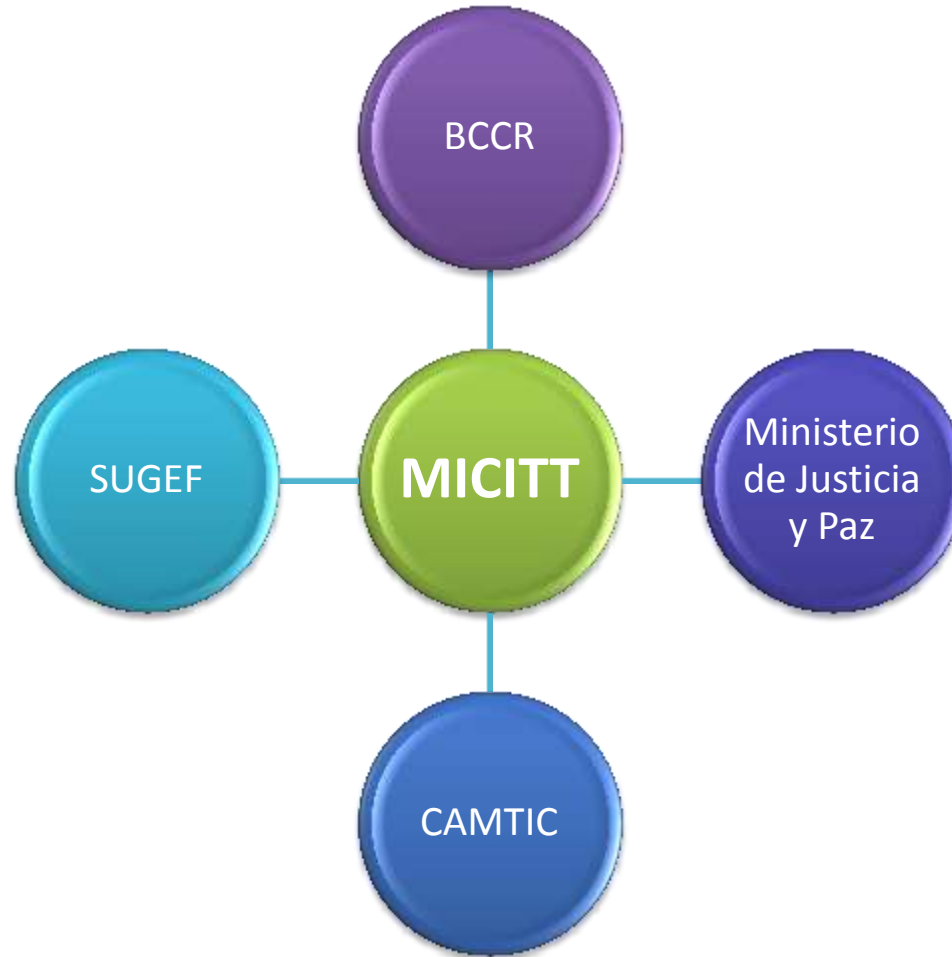 BCCR
SUGEF
MICITT
Ministerio
de Justicia
y Paz
CAMTIC